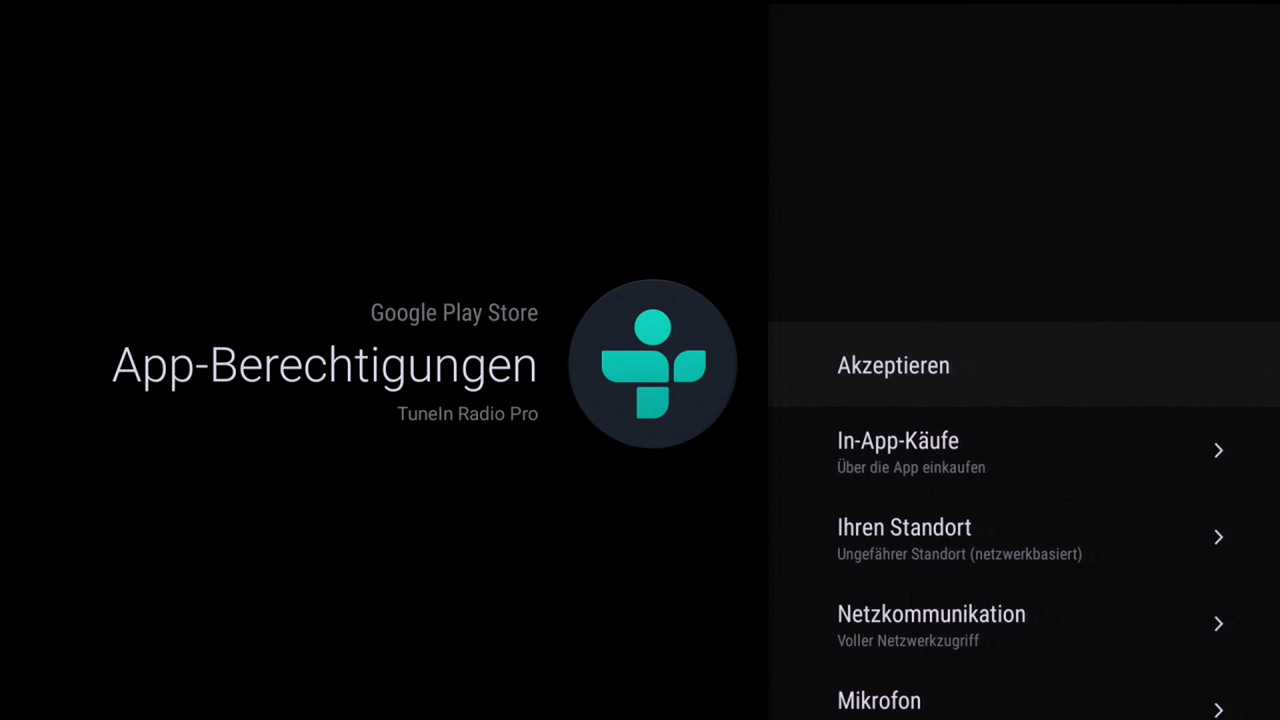 Google Play Store
App-Berechtigungen
TuneIn Radio Pro
Akzeptieren
In-App-Käufe
Über die App einkaufen
Ihren Standort
Ungefährer Standort (netzwerkbasiert)
Netzkommunikation
Voller Netzwerkzugriff
Mikrofon